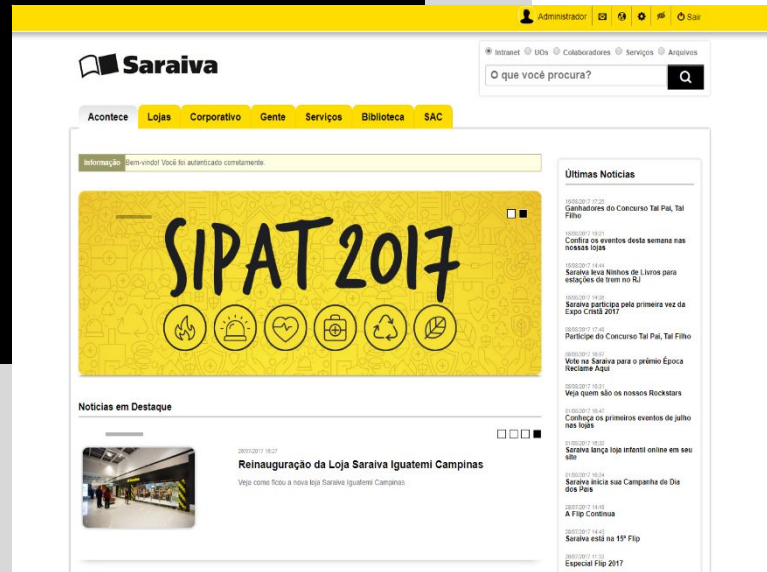 Administrador
Sair
Intranet UOs Colaboradores Serviços Arquivos
Saraiva
O que você procura?
Acontece Lojas Corporativo Gente Serviços Biblioteca SAC
Informação Bem-vindo! Você foi autenticado corretamente.
SIPAT 2017
Notícias em Destaque
28/07/2017 18:27
Reinauguração da Loja Saraiva Iguatemi Campinas
Veja como ficou a nova loja Saraiva Iguatemi Campinas
Últimas Notícias
Ganhadores do Concurso Tal Pai, Tal
Filho
Confira os eventos desta semana nas
nossas lojas
Saraiva leva Ninhos de Livros para
estações de trem no RJ
Saraiva participa pela primeira vez da
Expo Cristã 2017
Participe do Concurso Tal Pai, Tal Filho
Vote na Saraiva para o prêmio Época
Reclame Aqui
Veja quem são os nossos Rockstars
Conheça os primeiros eventos de julho
nas lojas
Saraiva lança loja infantil online em seu
site
Saraiva inicia sua Campanha de Dia
dos Pais
A Flip Continua
Saraiva está na 15ª Flip
Especial Flip 2017